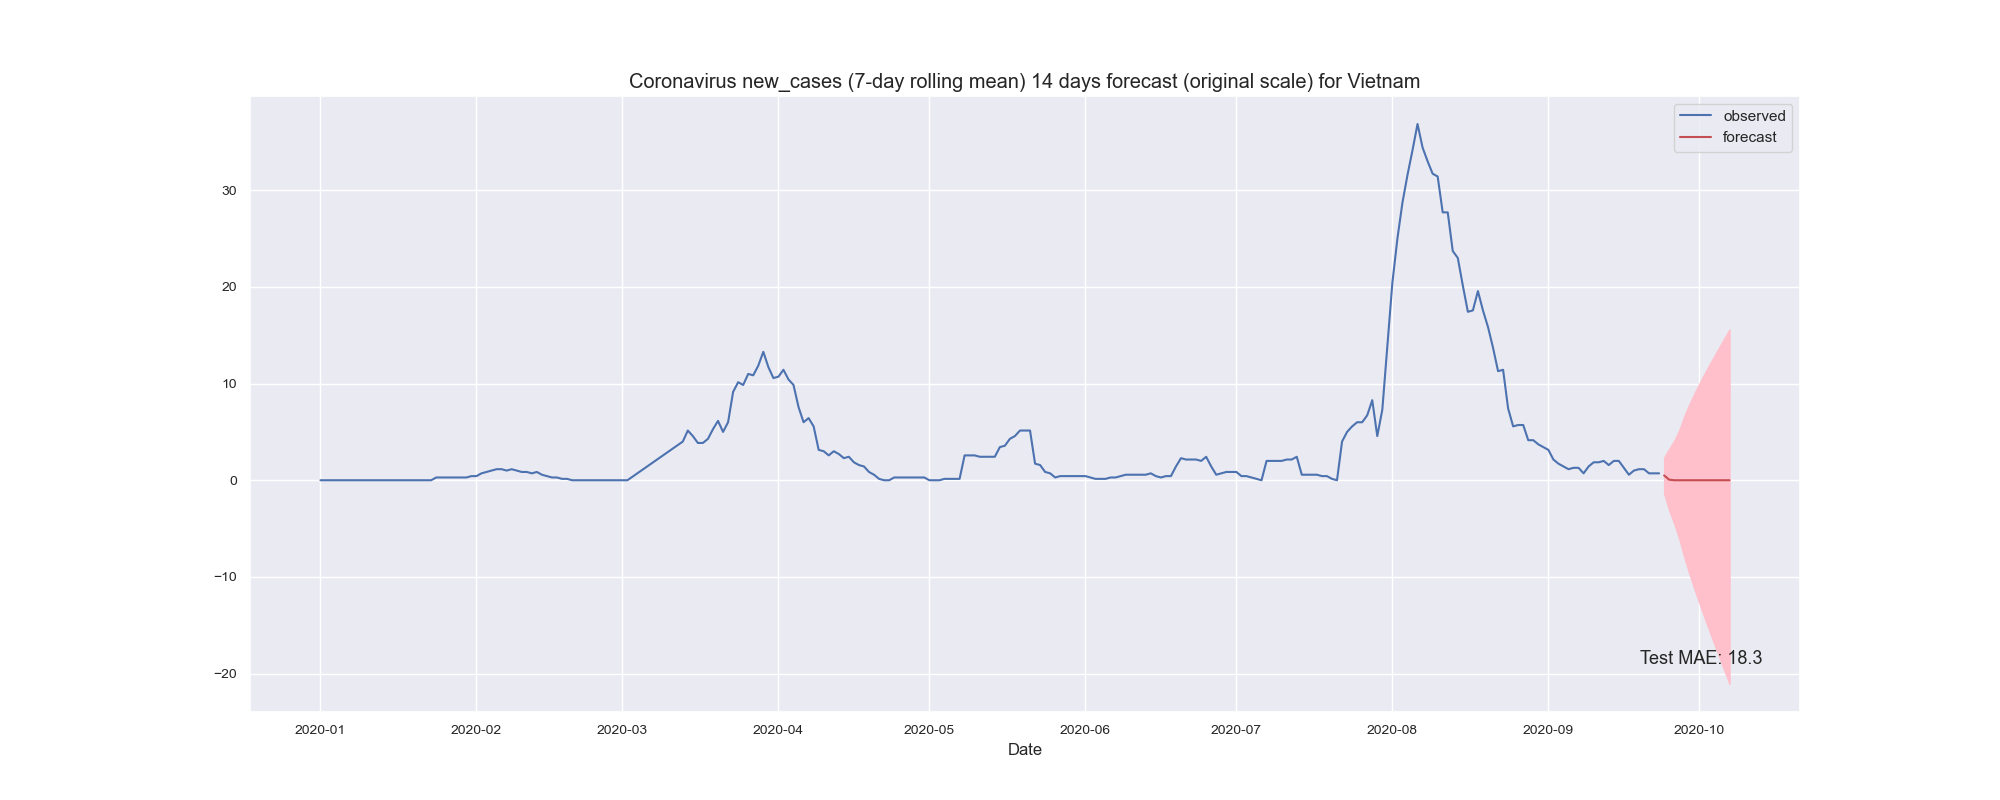 Coronavirus new_cases (7-day rolling mean) 14 days forecast (original scale) for Vietnam
observed
forecast
30
20
10
0
−10
−20
Test MAE: 18.3
2020-01 2020-02 2020-03 2020-04 2020-05 2020-06 2020-07 2020-08 2020-09 2020-10
Date